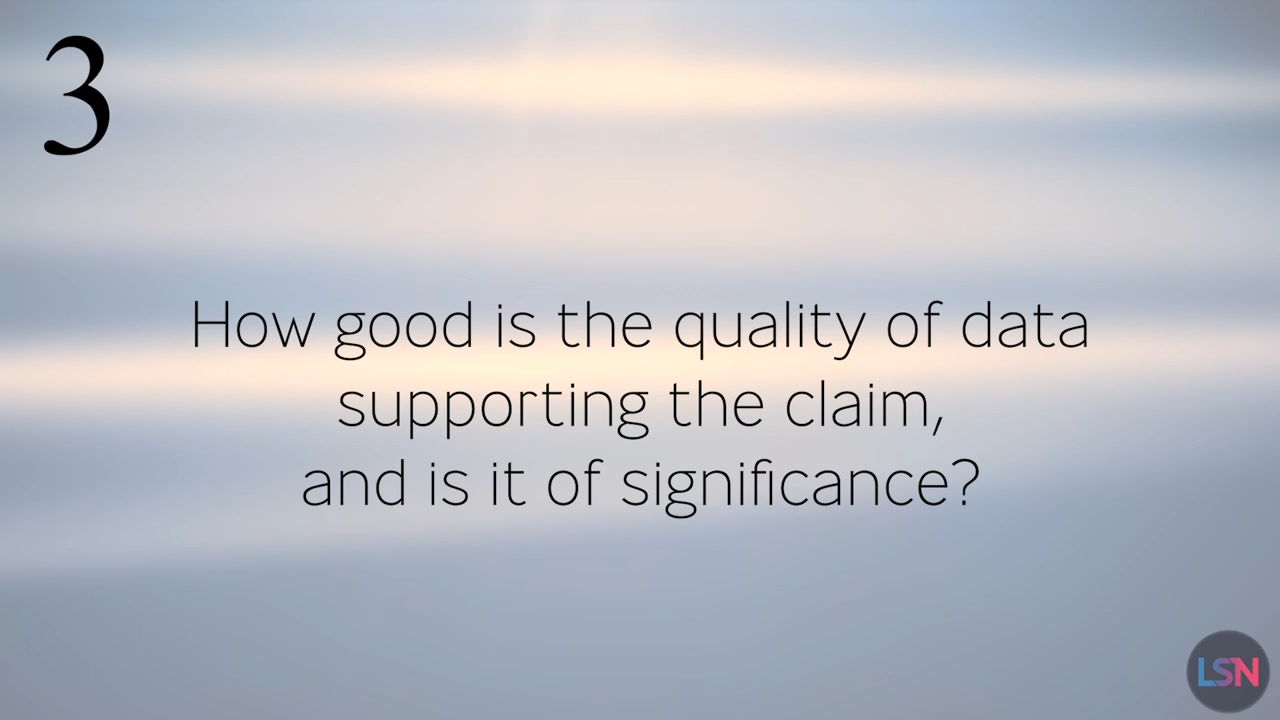 3
How good is the quality of data
supporting the claim,
and is it of significance?
LSN